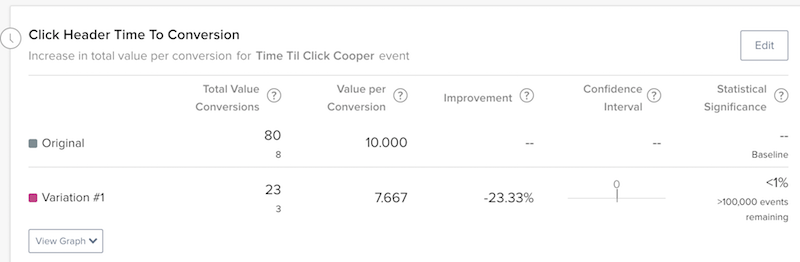 Click Header Time To Conversion
Edit
Increase in total value per conversion for Time Til Click Cooper event
Total Value Conversions ?
Value per Conversion ?
Improvement ?
Confidence Interval ?
Statistical Significance ?
Original
80
8
10.000
--
--
--
Baseline
Variation #1
23
3
7.667
-23.33%
0
<1%
>100,000 events
remaining
View Graph